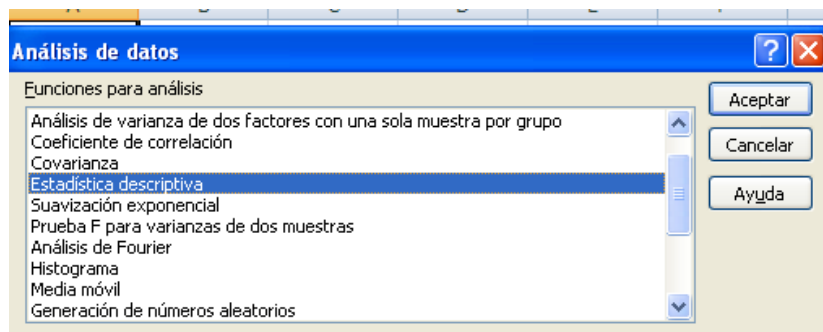 Análisis de datos
Funciones para análisis
Análisis de varianza de dos factores con una sola muestra por grupo
Coeficiente de correlación
Covarianza
Estadística descriptiva
Suavización exponencial
Prueba F para varianzas de dos muestras
Análisis de Fourier
Histograma
Media móvil
Generación de números aleatorios
Aceptar
Cancelar
Ayuda